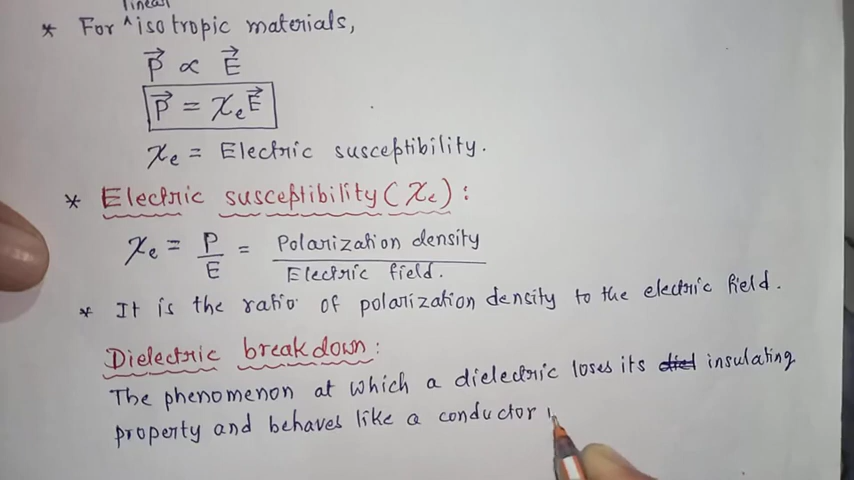 linear
* For ^ isotropic materials,
P⃗ ∝ E⃗
P⃗ = χₑE⃗
χₑ = Electric susceptibility.
* Electric susceptibility (χₑ) :
χₑ = P/E = Polarization density / Electric field.
* It is the ratio of polarization density to the electric field.
Dielectric breakdown :
The phenomenon at which a dielectric loses its insulating
property and behaves like a conductor